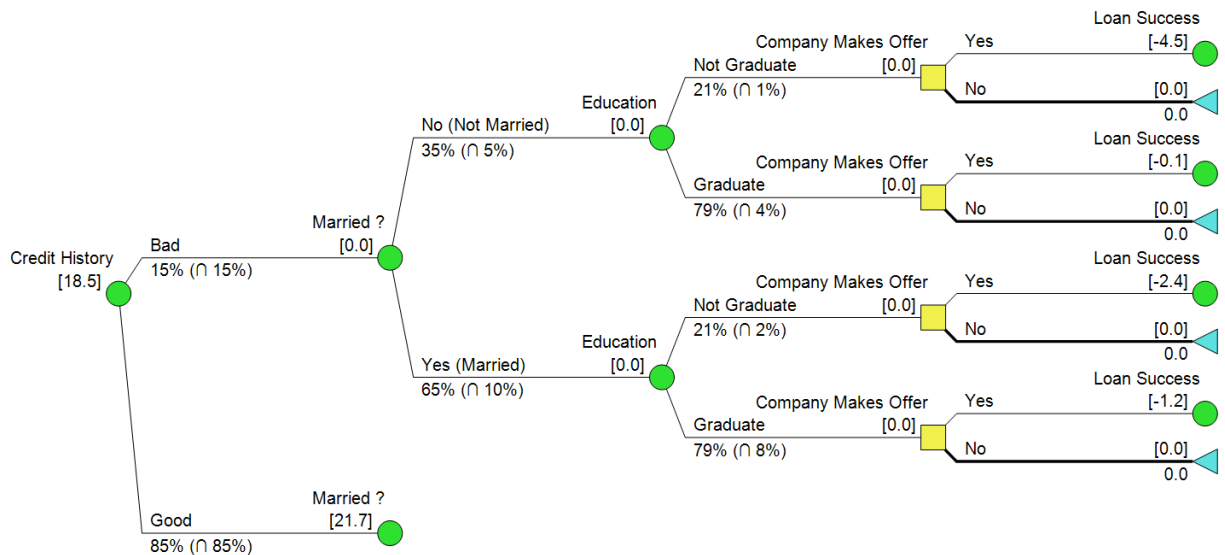 Loan Success
Company Makes Offer
Yes
[-4.5]
Not Graduate
[0.0]
No
[0.0]
21% (∩ 1%)
0.0
Education
No (Not Married)
[0.0]
35% (∩ 5%)
Loan Success
Company Makes Offer
Yes
[-0.1]
Graduate
[0.0]
No
[0.0]
79% (∩ 4%)
0.0
Married ?
Bad
[0.0]
15% (∩ 15%)
Credit History
[18.5]
Loan Success
Company Makes Offer
Yes
[-2.4]
Not Graduate
[0.0]
No
[0.0]
21% (∩ 2%)
0.0
Education
Yes (Married)
[0.0]
65% (∩ 10%)
Loan Success
Company Makes Offer
Yes
[-1.2]
Graduate
[0.0]
No
[0.0]
79% (∩ 8%)
0.0
Married ?
Good
[21.7]
85% (∩ 85%)